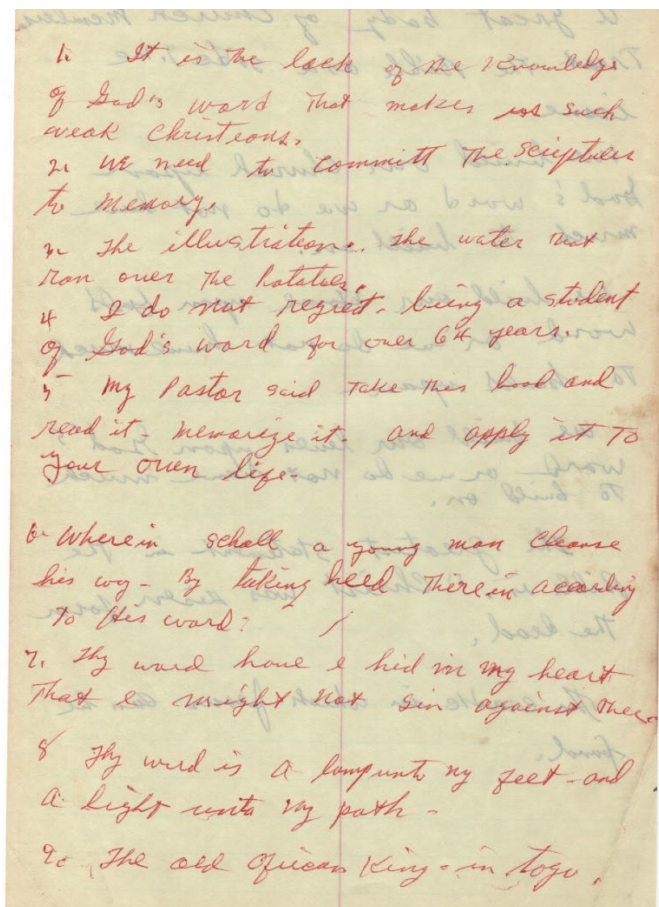 1. It is the lack of the Knowledge
of God's word That makes us such
weak Christians.
2. We need to Committ The Scriptures
to memory.
3. The illustration. The water that
ran over The Potatoes.
4 I do not regret - being a student
of God's word for over 64 years.
5 My Pastor said Take this book and
read it - memorize it - and apply it To
your own life -
6. Wherein schall a young man Cleanse
his way - By taking heed There in according
To His word?
7. Thy word have I hid in my heart
That I might not sin against Thee.
8 Thy word is a lamp unto my feet - and
a light unto my path -
9. The old African King - in Togo.